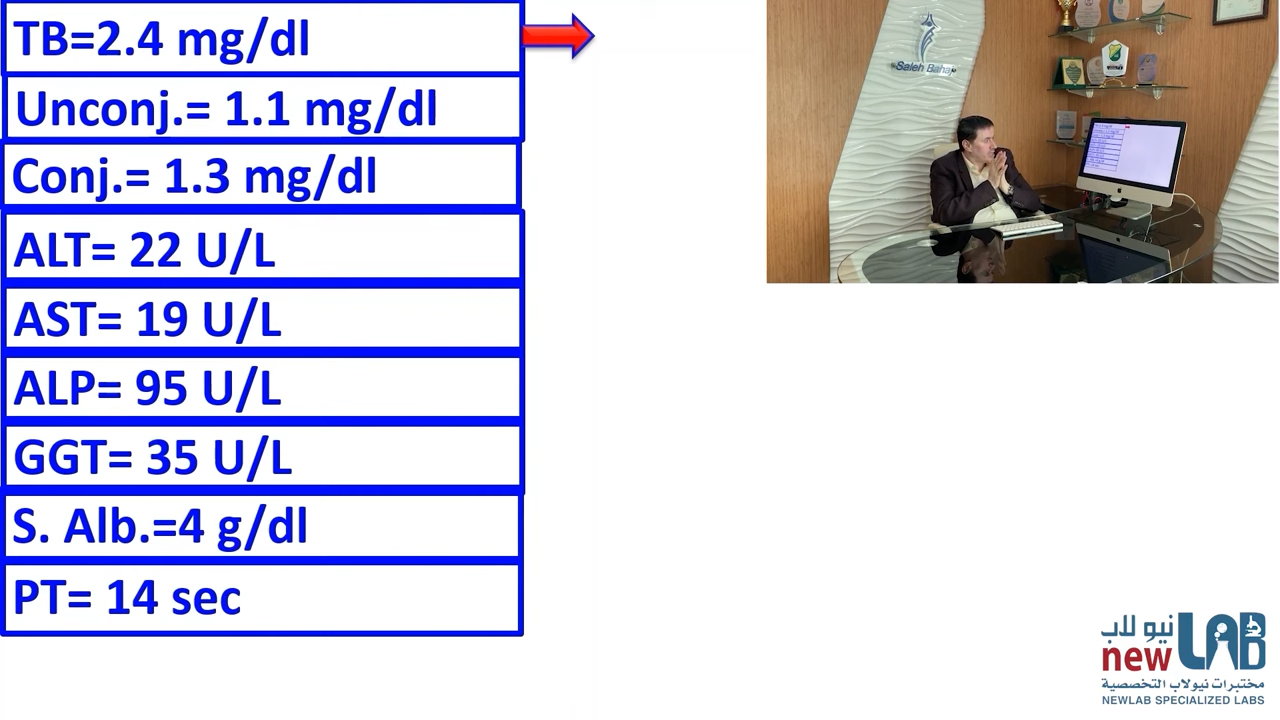 TB=2.4 mg/dl
Unconj.= 1.1 mg/dl
Conj.= 1.3 mg/dl
ALT= 22 U/L
AST= 19 U/L
ALP= 95 U/L
GGT= 35 U/L
S. Alb.=4 g/dl
PT= 14 sec
Saleh Bahaj
نيو لاب
new LAB
مختبرات نيولاب التخصصية
NEWLAB SPECIALIZED LABS